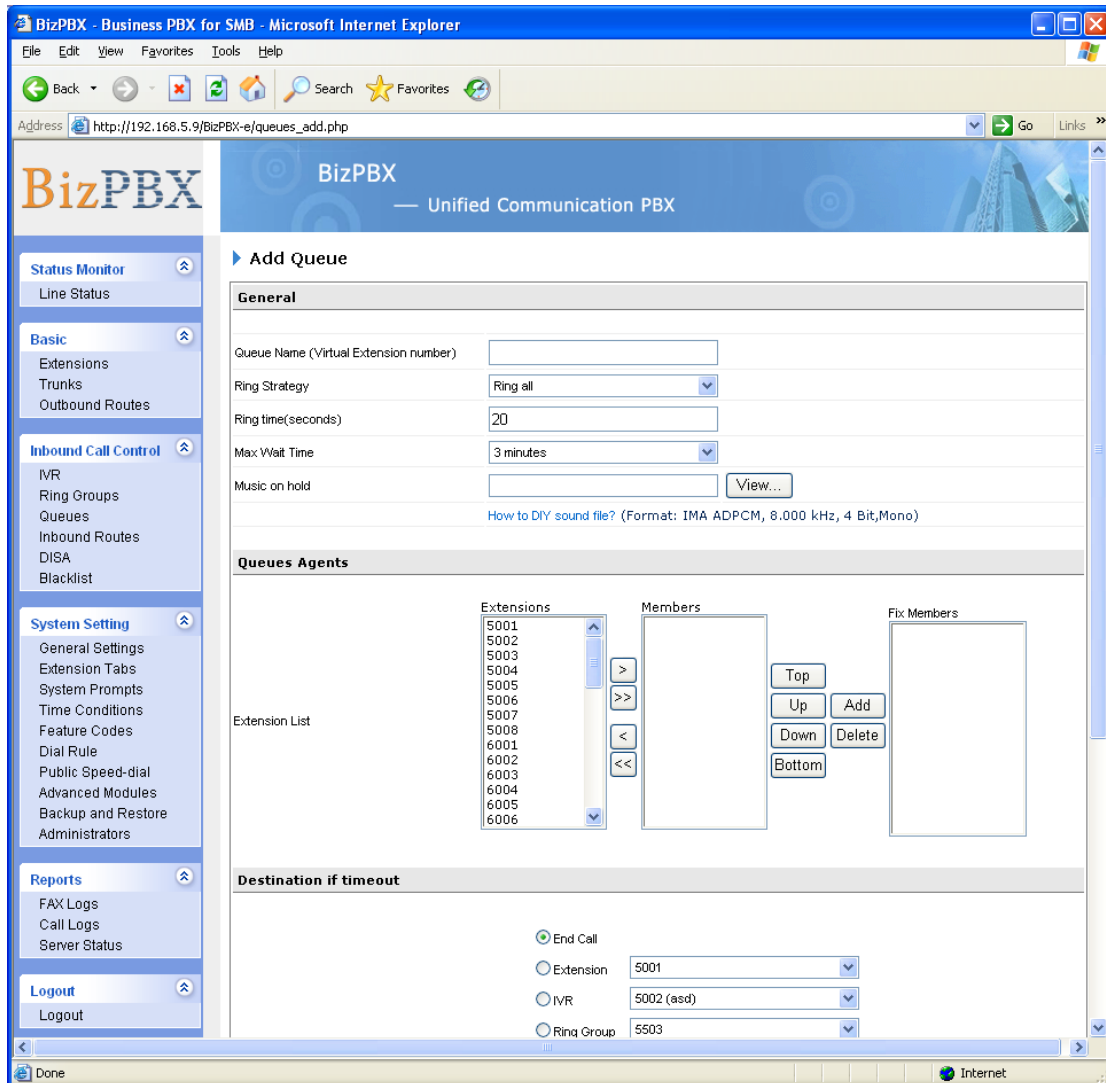 BizPBX - Business PBX for SMB - Microsoft Internet Explorer
File Edit View Favorites Tools Help
Back Search Favorites
Address http://192.168.5.9/BizPBX-e/queues_add.php Go Links »
BizPBX
BizPBX
— Unified Communication PBX
Status Monitor
Line Status
Basic
Extensions
Trunks
Outbound Routes
Inbound Call Control
IVR
Ring Groups
Queues
Inbound Routes
DISA
Blacklist
System Setting
General Settings
Extension Tabs
System Prompts
Time Conditions
Feature Codes
Dial Rule
Public Speed-dial
Advanced Modules
Backup and Restore
Administrators
Reports
FAX Logs
Call Logs
Server Status
Logout
Logout
Add Queue
General
Queue Name (Virtual Extension number)
Ring Strategy Ring all
Ring time(seconds) 20
Max Wait Time 3 minutes
Music on hold View...
How to DIY sound file? (Format: IMA ADPCM, 8.000 kHz, 4 Bit,Mono)
Queues Agents
Extension List
Extensions
5001
5002
5003
5004
5005
5006
5007
5008
6001
6002
6003
6004
6005
6006
>
>>
<
<<
Members
Top
Up Add
Down Delete
Bottom
Fix Members
Destination if timeout
End Call
Extension 5001
IVR 5002 (asd)
Ring Group 5503
Done Internet